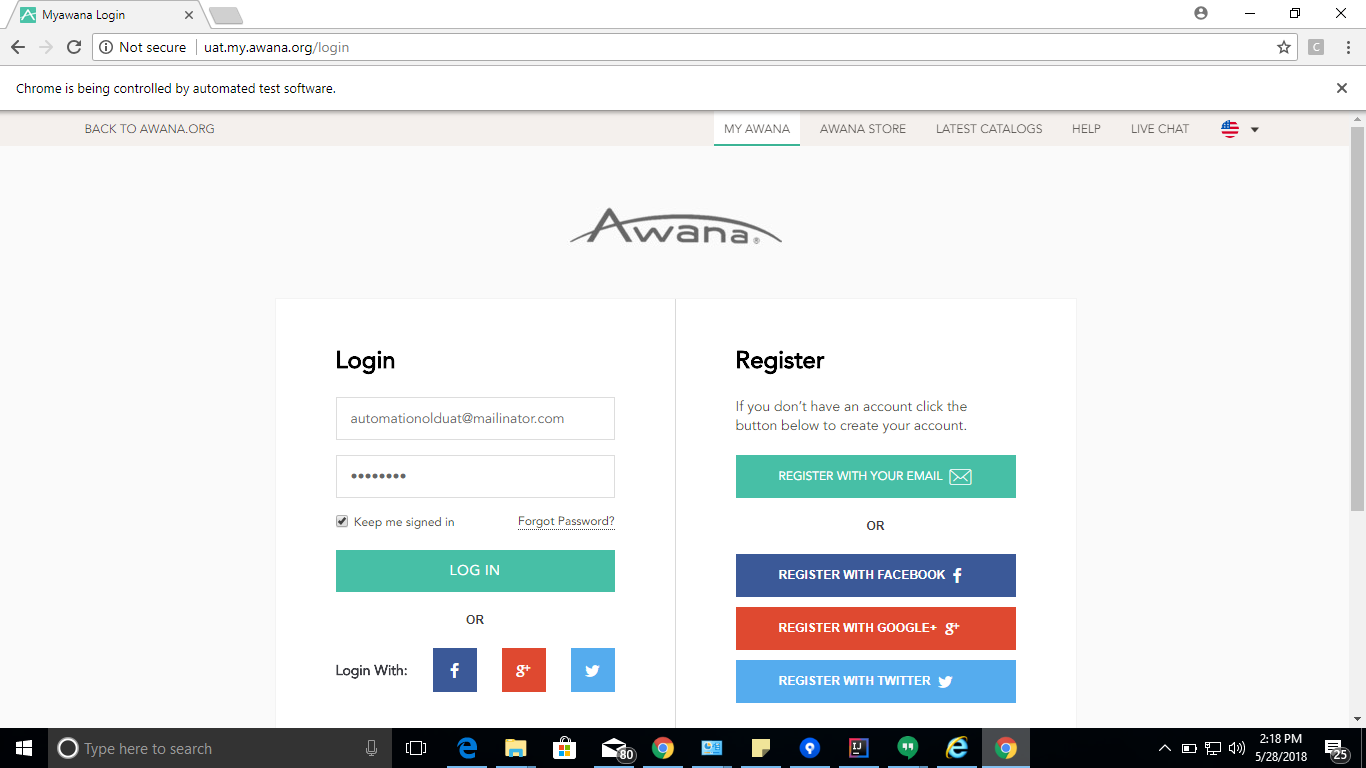 Myawana Login
Not secure
uat.my.awana.org/login
C
Chrome is being controlled by automated test software.
BACK TO AWANA.ORG
MY AWANA
AWANA STORE
LATEST CATALOGS
HELP
LIVE CHAT
Awana®
Login
automationolduat@mailinator.com
••••••••
Keep me signed in
Forgot Password?
LOG IN
OR
Login With:
f
g+
Register
If you don't have an account click the
button below to create your account.
REGISTER WITH YOUR EMAIL
OR
REGISTER WITH FACEBOOK f
REGISTER WITH GOOGLE+ g+
REGISTER WITH TWITTER
Type here to search
80
IJ
2:18 PM
5/28/2018
25